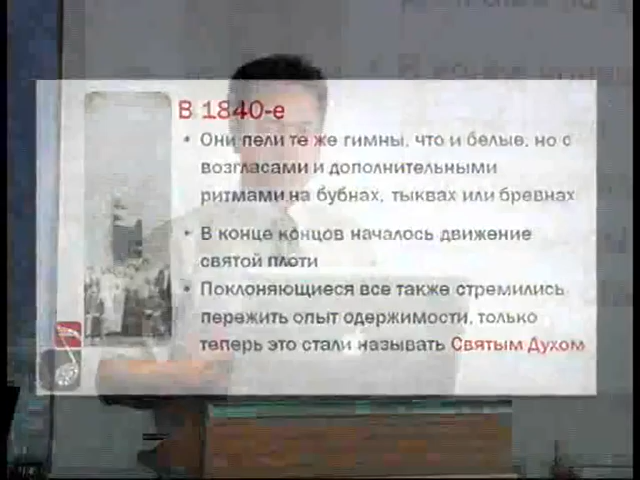 В 1840-е
• Они пели те же гимны, что и белые, но с
возгласами и дополнительными
ритмами на бубнах, тыквах или бревнах
• В конце концов началось движение
святой плоти
• Поклоняющиеся все также стремились
пережить опыт одержимости, только
теперь это стали называть Святым Духом